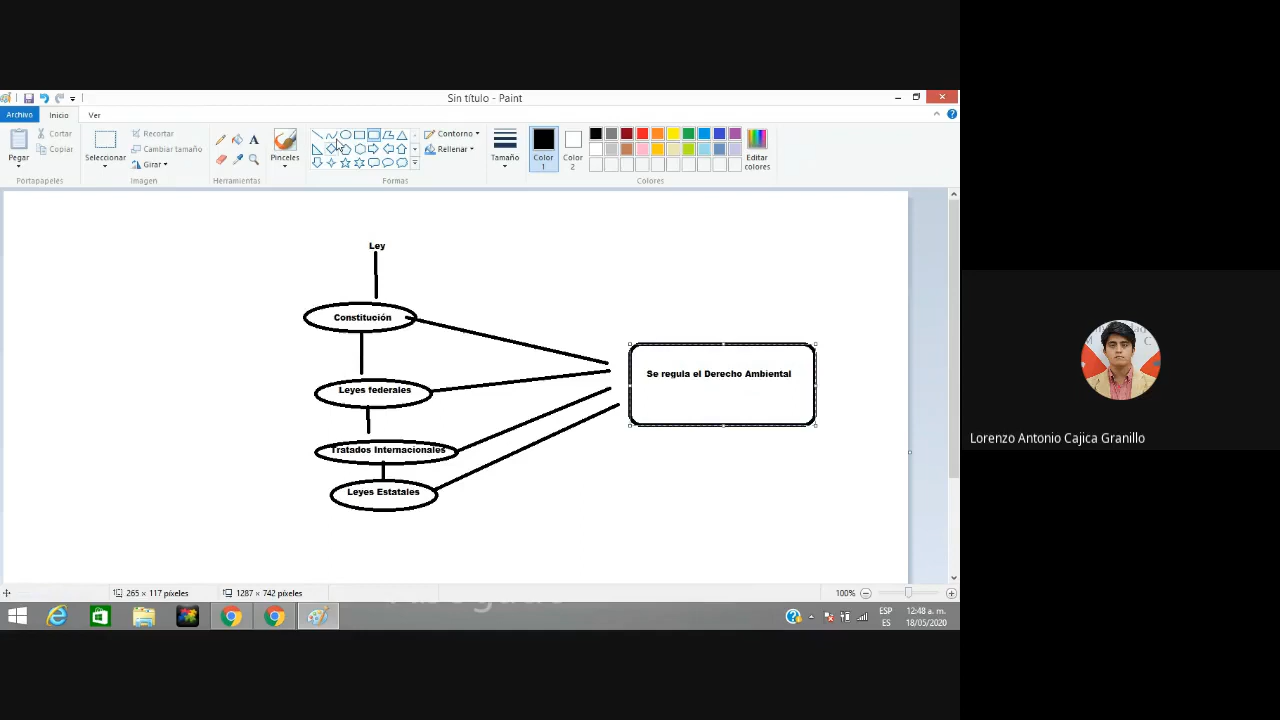 Sin título - Paint
Archivo Inicio Ver
Pegar
Cortar
Copiar
Portapapeles
Seleccionar
Recortar
Cambiar tamaño
Girar
Imagen
Herramientas
Pinceles
Formas
Contorno
Rellenar
Tamaño
Color 1
Color 2
Editar colores
Colores
Ley
Constitución
Leyes federales
Tratados Internacionales
Leyes Estatales
Se regula el Derecho Ambiental
265 × 117 píxeles
1287 × 742 píxeles
100%
ESP
ES
12:48 a. m.
18/05/2020
Lorenzo Antonio Cajica Granillo